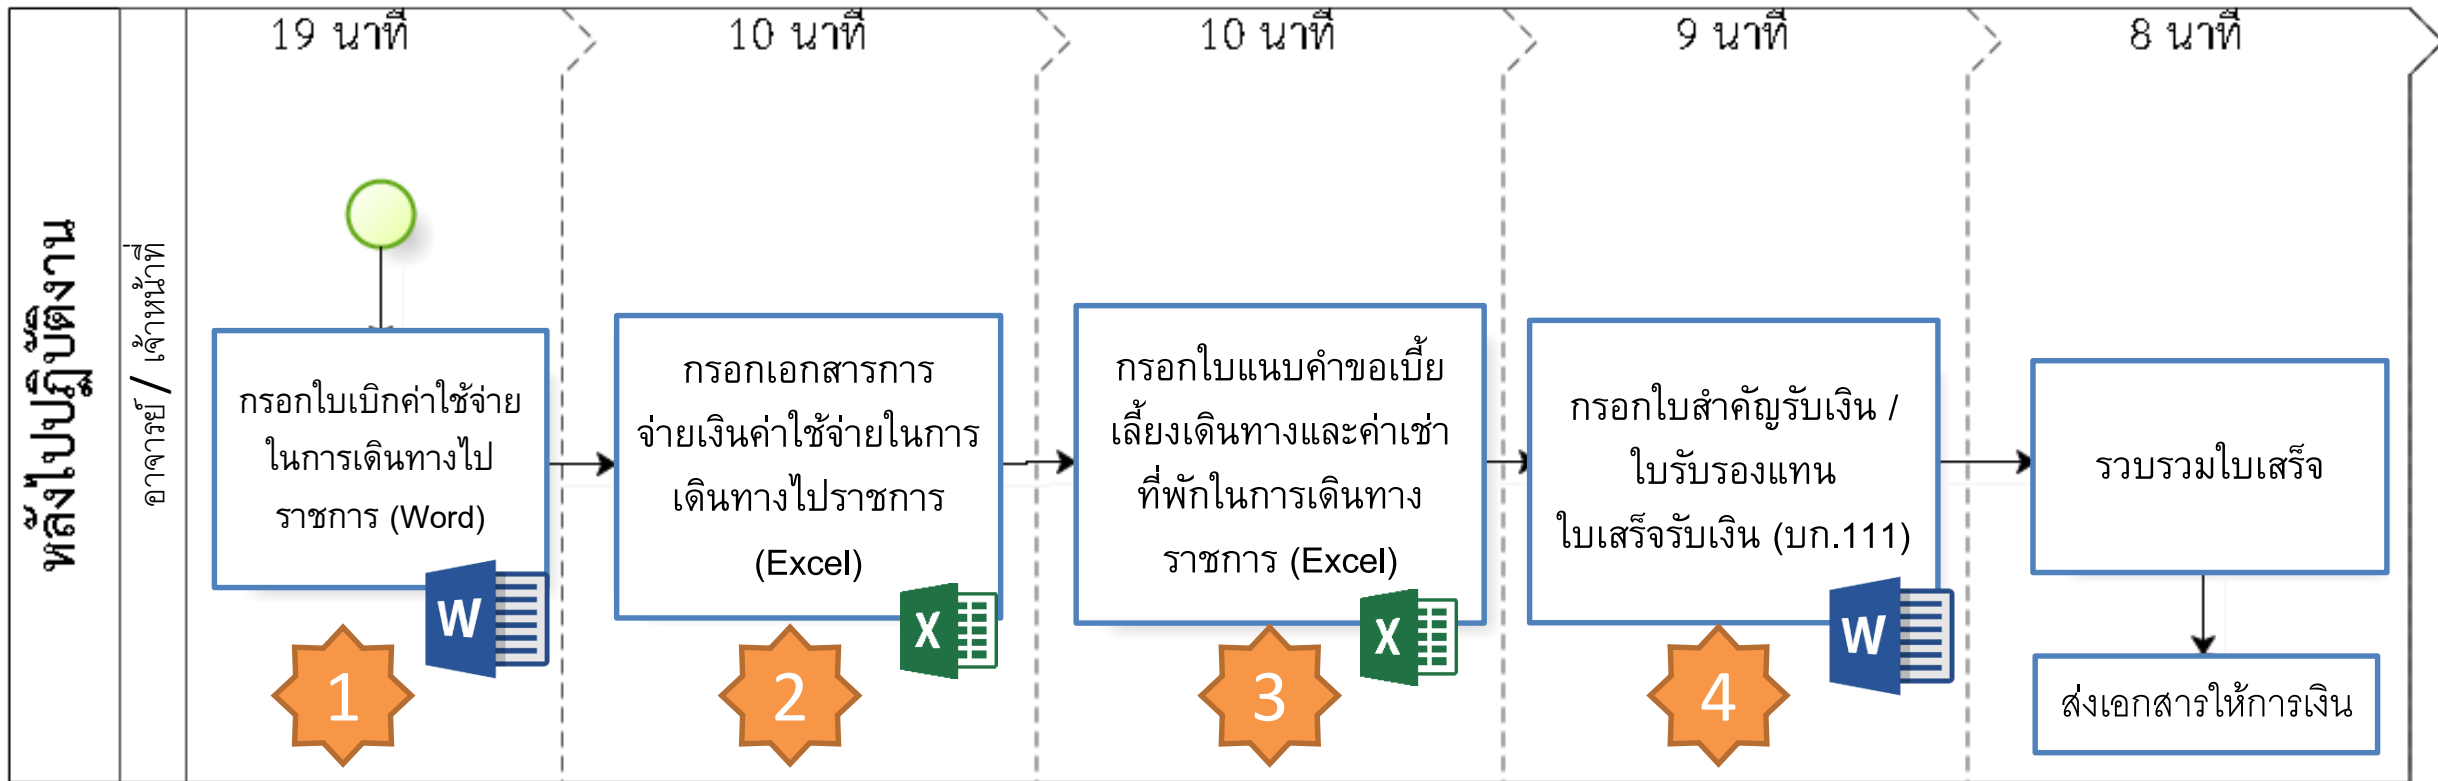 19 นาที
10 นาที
10 นาที
9 นาที
8 นาที
หลังไปปฏิบัติงาน
อาจารย์ / เจ้าหน้าที่
กรอกใบเบิกค่าใช้จ่าย
ในการเดินทางไป
ราชการ (Word)
W
1
กรอกเอกสารการ
จ่ายเงินค่าใช้จ่ายในการ
เดินทางไปราชการ
(Excel)
X
2
กรอกใบแนบคำขอเบี้ย
เลี้ยงเดินทางและค่าเช่า
ที่พักในการเดินทาง
ราชการ (Excel)
X
3
กรอกใบสำคัญรับเงิน /
ใบรับรองแทน
ใบเสร็จรับเงิน (บก.111)
W
4
รวบรวมใบเสร็จ
ส่งเอกสารให้การเงิน